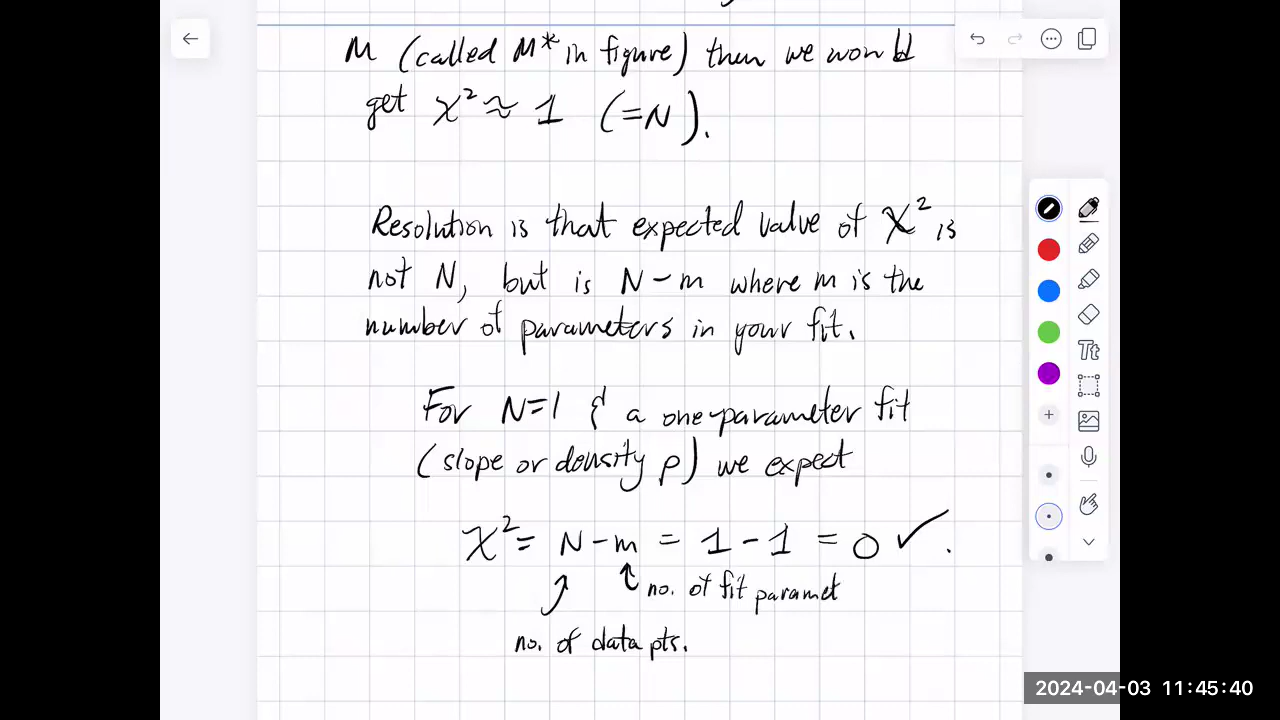 M (called M* in figure) then we would
get χ² ≈ 1 (=N).
Resolution is that expected value of χ² is
not N, but is N-m where m is the
number of parameters in your fit.
For N=1 & a one-parameter fit
(slope or density ρ) we expect
χ² = N-m = 1-1 = 0 ✓.
no. of fit paramet
no. of data pts.
Tt
2024-04-03 11:45:40